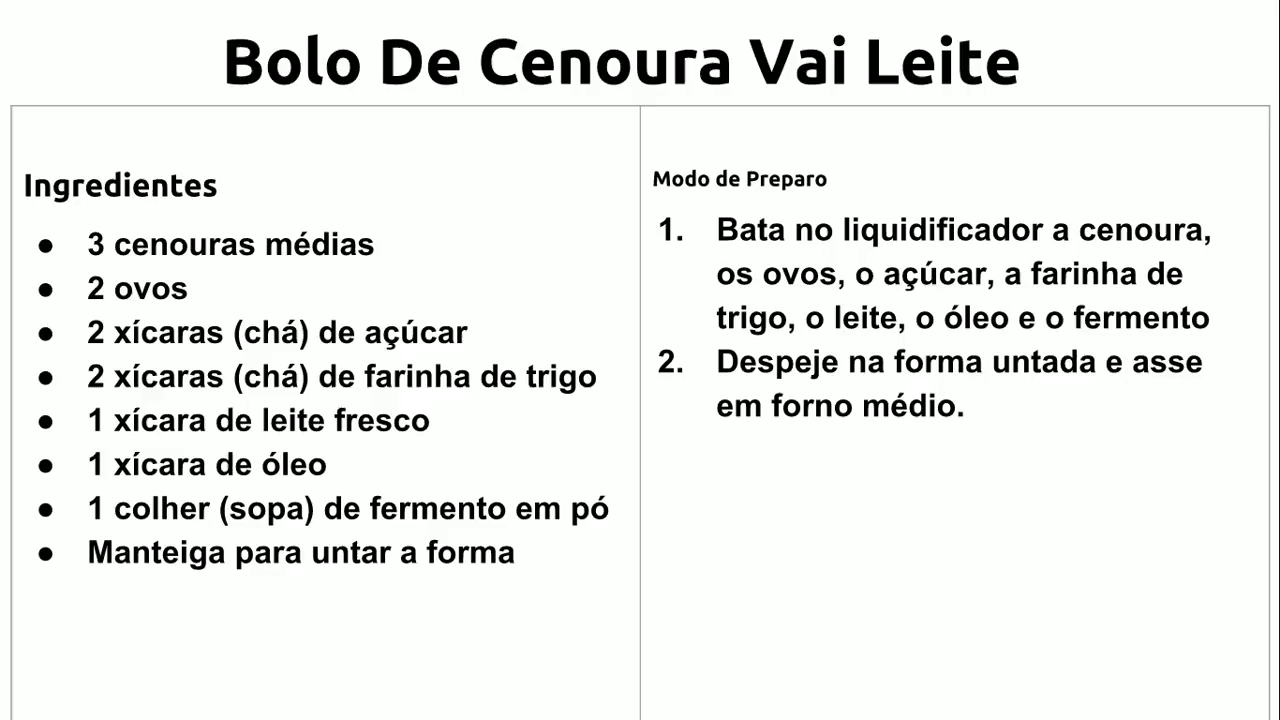 Bolo De Cenoura Vai Leite
Ingredientes
● 3 cenouras médias
● 2 ovos
● 2 xícaras (chá) de açúcar
● 2 xícaras (chá) de farinha de trigo
● 1 xícara de leite fresco
● 1 xícara de óleo
● 1 colher (sopa) de fermento em pó
● Manteiga para untar a forma
Modo de Preparo
1. Bata no liquidificador a cenoura,
os ovos, o açúcar, a farinha de
trigo, o leite, o óleo e o fermento
2. Despeje na forma untada e asse
em forno médio.